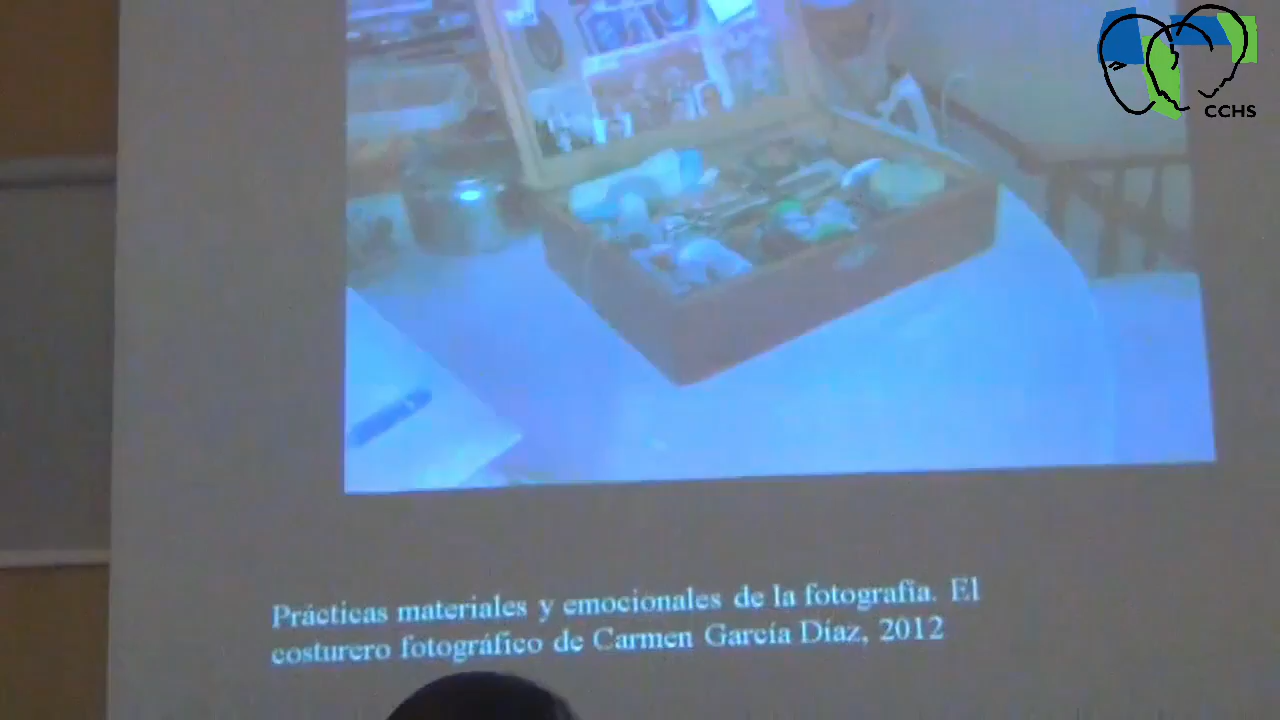 CCHS
Prácticas materiales y emocionales de la fotografía. El
costurero fotográfico de Carmen García Díaz, 2012